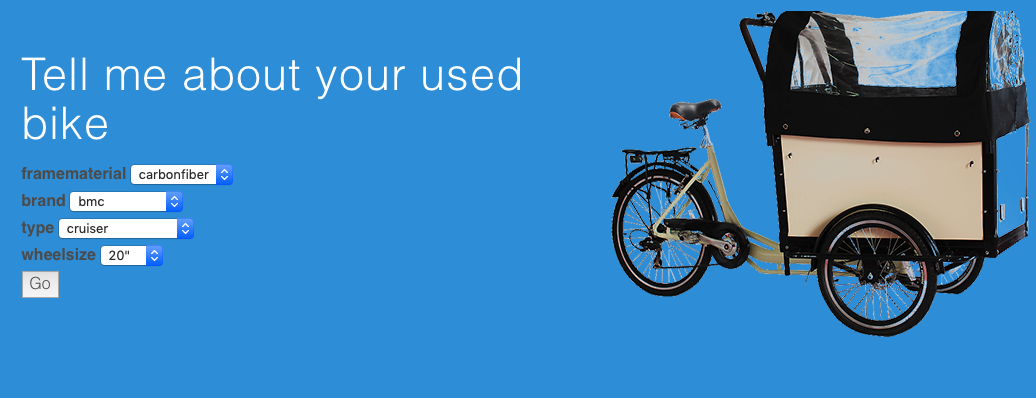 Tell me about your used
bike
framematerial carbonfiber
brand bmc
type cruiser
wheelsize 20"
Go